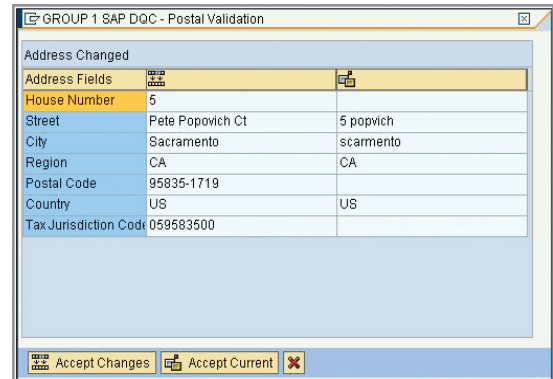 GROUP 1 SAP DQC - Postal Validation
Address Changed
Address Fields
House Number 5
Street Pete Popovich Ct 5 popvich
City Sacramento scarmento
Region CA CA
Postal Code 95835-1719
Country US US
Tax Jurisdiction Code 059583500
Accept Changes Accept Current